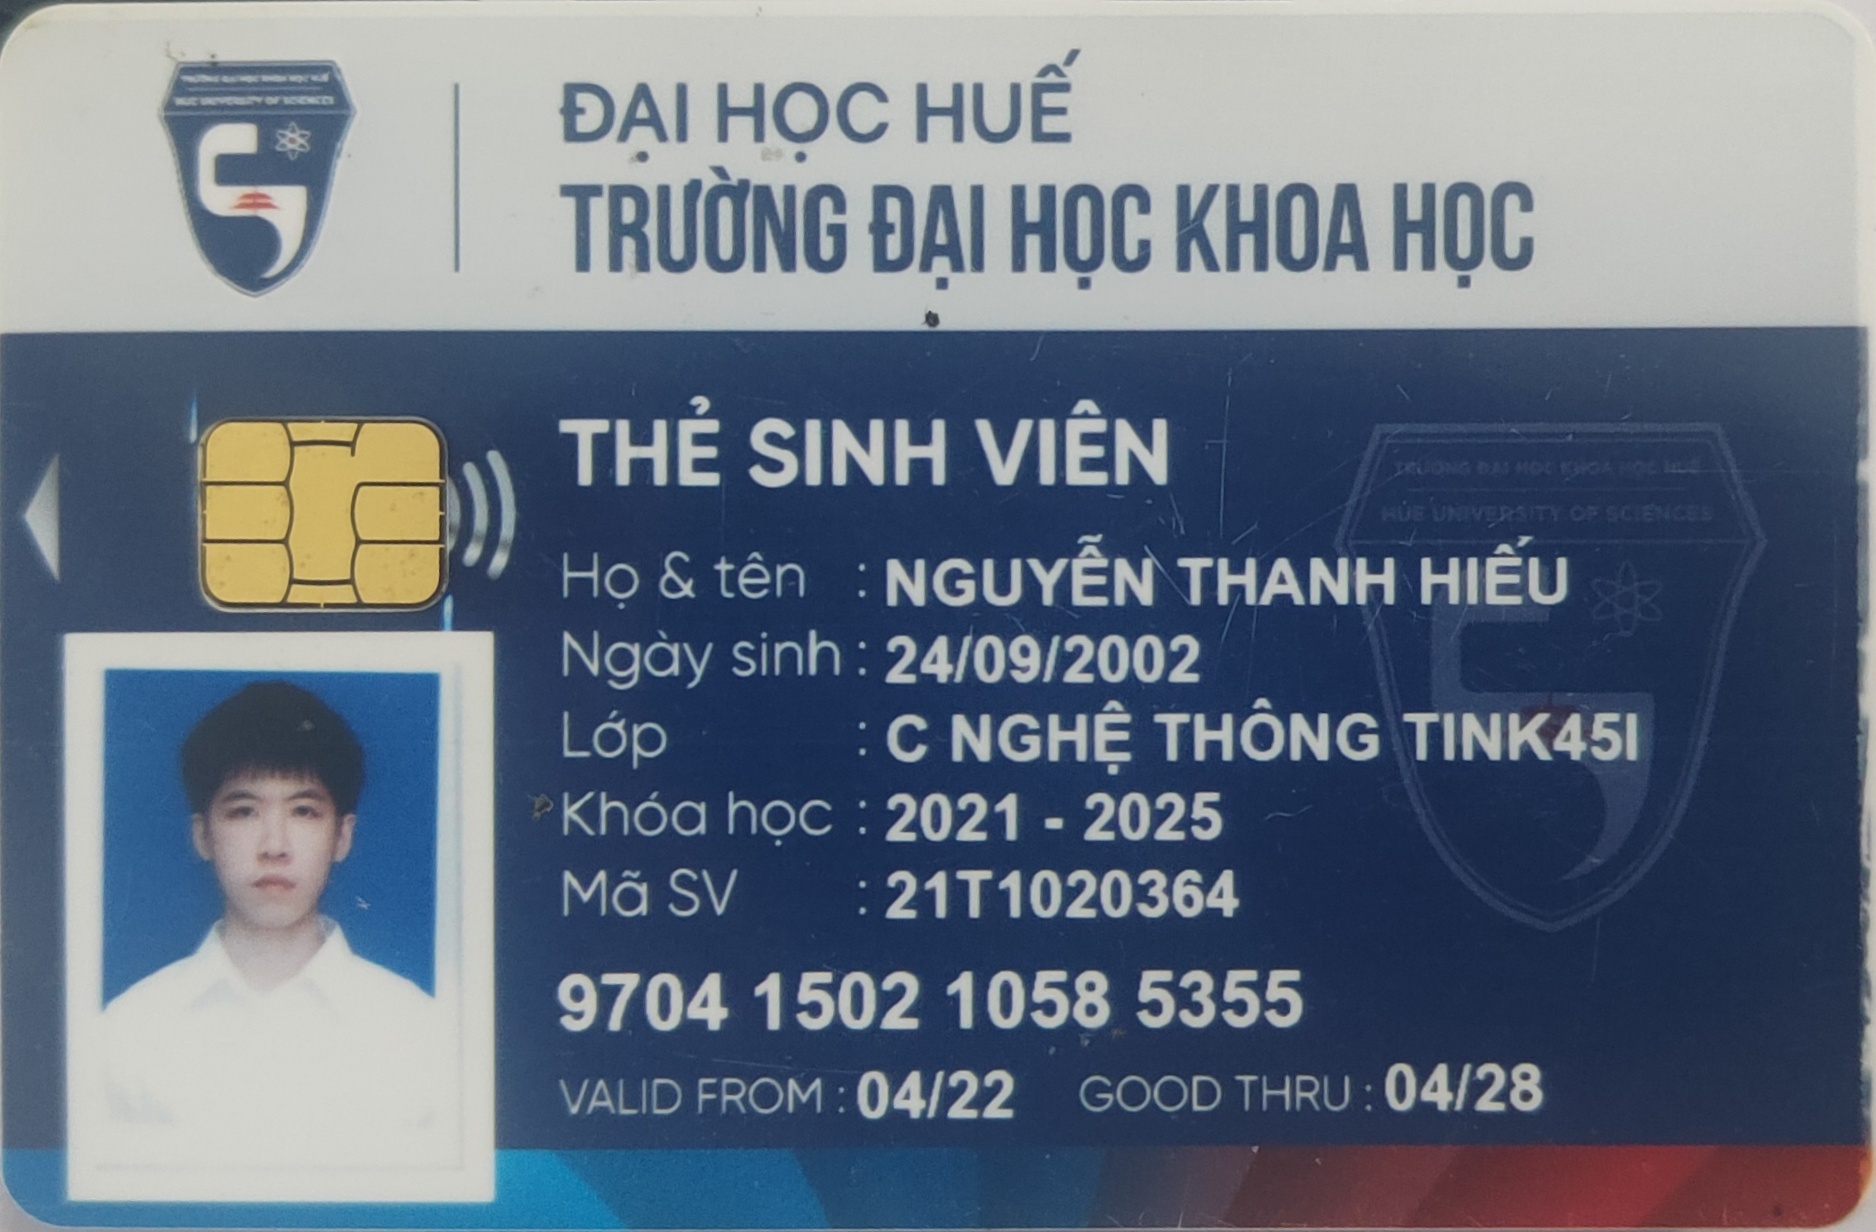 TRƯỜNG ĐẠI HỌC KHOA HỌC HUẾ
HUE UNIVERSITY OF SCIENCES
ĐẠI HỌC HUẾ
TRƯỜNG ĐẠI HỌC KHOA HỌC
THẺ SINH VIÊN
TRƯỜNG ĐẠI HỌC KHOA HỌC HUẾ
HUE UNIVERSITY OF SCIENCES
Họ & tên : NGUYỄN THANH HIẾU
Ngày sinh : 24/09/2002
Lớp : C NGHỆ THÔNG TINK45I
Khóa học : 2021 - 2025
Mã SV : 21T1020364
9704 1502 1058 5355
VALID FROM : 04/22 GOOD THRU : 04/28